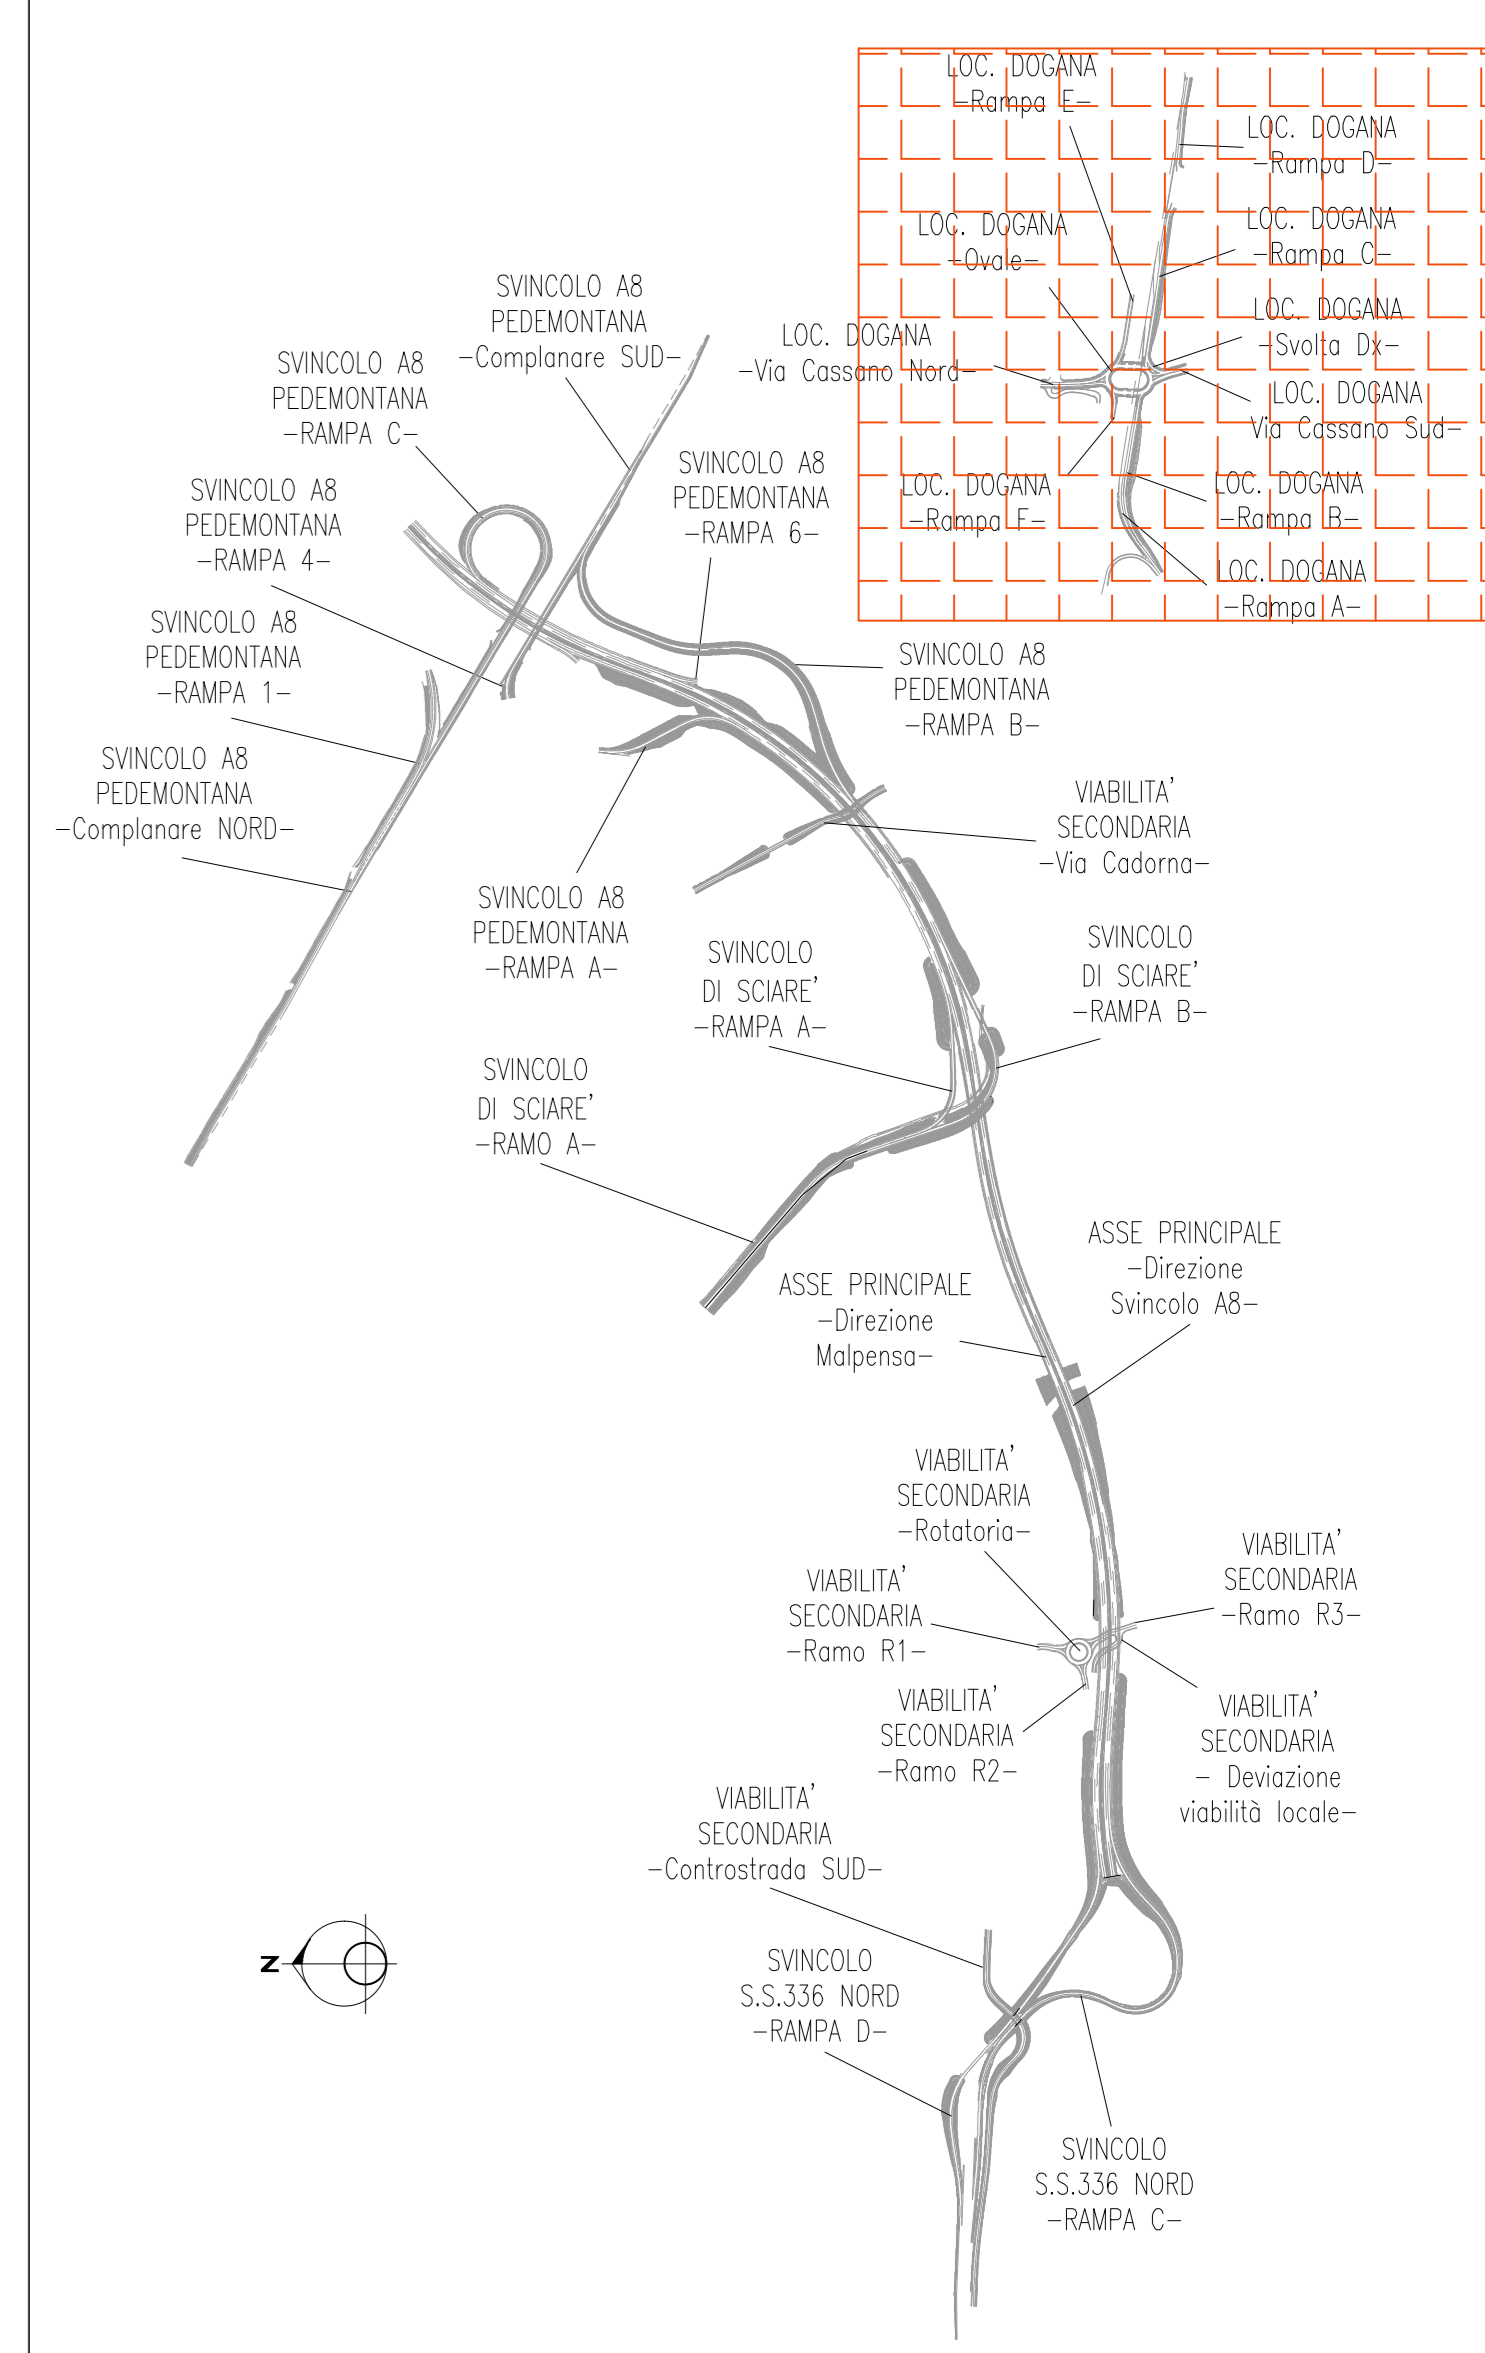 LOC. DOGANA
-Rampa E-
LOC. DOGANA
-Rampa D-
LOC. DOGANA
-Ovale-
LOC. DOGANA
-Rampa C-
SVINCOLO A8
PEDEMONTANA
-Complanare SUD-
LOC. DOGANA
-Via Cassano Nord-
LOC. DOGANA
-Svolta Dx-
SVINCOLO A8
PEDEMONTANA
-RAMPA C-
LOC. DOGANA
Via Cassano Sud-
SVINCOLO A8
PEDEMONTANA
-RAMPA 6-
SVINCOLO A8
PEDEMONTANA
-RAMPA 4-
LOC. DOGANA
-Rampa F-
LOC. DOGANA
-Rampa B-
LOC. DOGANA
-Rampa A-
SVINCOLO A8
PEDEMONTANA
-RAMPA 1-
SVINCOLO A8
PEDEMONTANA
-RAMPA B-
SVINCOLO A8
PEDEMONTANA
-Complanare NORD-
VIABILITA'
SECONDARIA
-Via Cadorna-
SVINCOLO A8
PEDEMONTANA
-RAMPA A-
SVINCOLO
DI SCIARE'
-RAMPA A-
SVINCOLO
DI SCIARE'
-RAMPA B-
SVINCOLO
DI SCIARE'
-RAMO A-
ASSE PRINCIPALE
-Direzione
Svincolo A8-
ASSE PRINCIPALE
-Direzione
Malpensa-
VIABILITA'
SECONDARIA
-Rotatoria-
VIABILITA'
SECONDARIA
-Ramo R3-
VIABILITA'
SECONDARIA
-Ramo R1-
VIABILITA'
SECONDARIA
-Ramo R2-
VIABILITA'
SECONDARIA
- Deviazione
viabilità locale-
VIABILITA'
SECONDARIA
-Controstrada SUD-
N
SVINCOLO
S.S.336 NORD
-RAMPA D-
SVINCOLO
S.S.336 NORD
-RAMPA C-